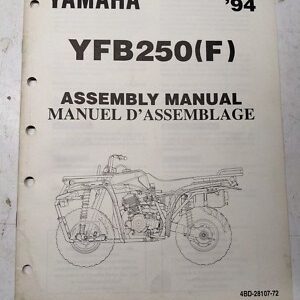 YAMAHA '94
YFB250(F)
ASSEMBLY MANUAL
MANUEL D'ASSEMBLAGE
4BD-28107-72